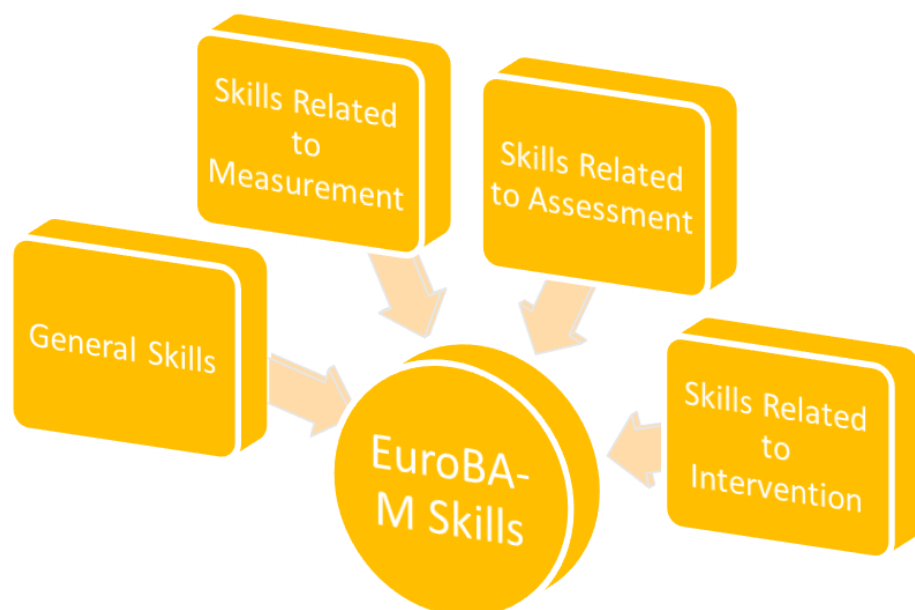 Skills Related
to
Measurement
Skills Related
to Assessment
General Skills
Skills Related
to
Intervention
EuroBA-
M Skills